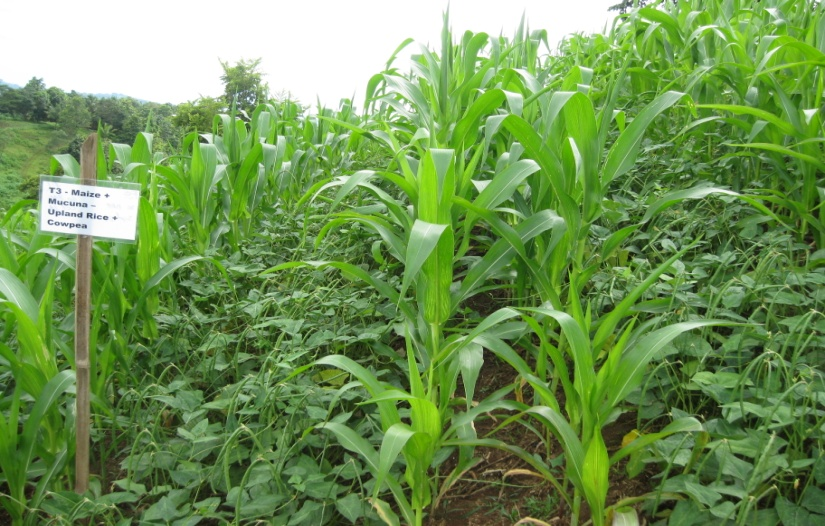 T3 - Maize +
Mucuna –
Upland Rice +
Cowpea